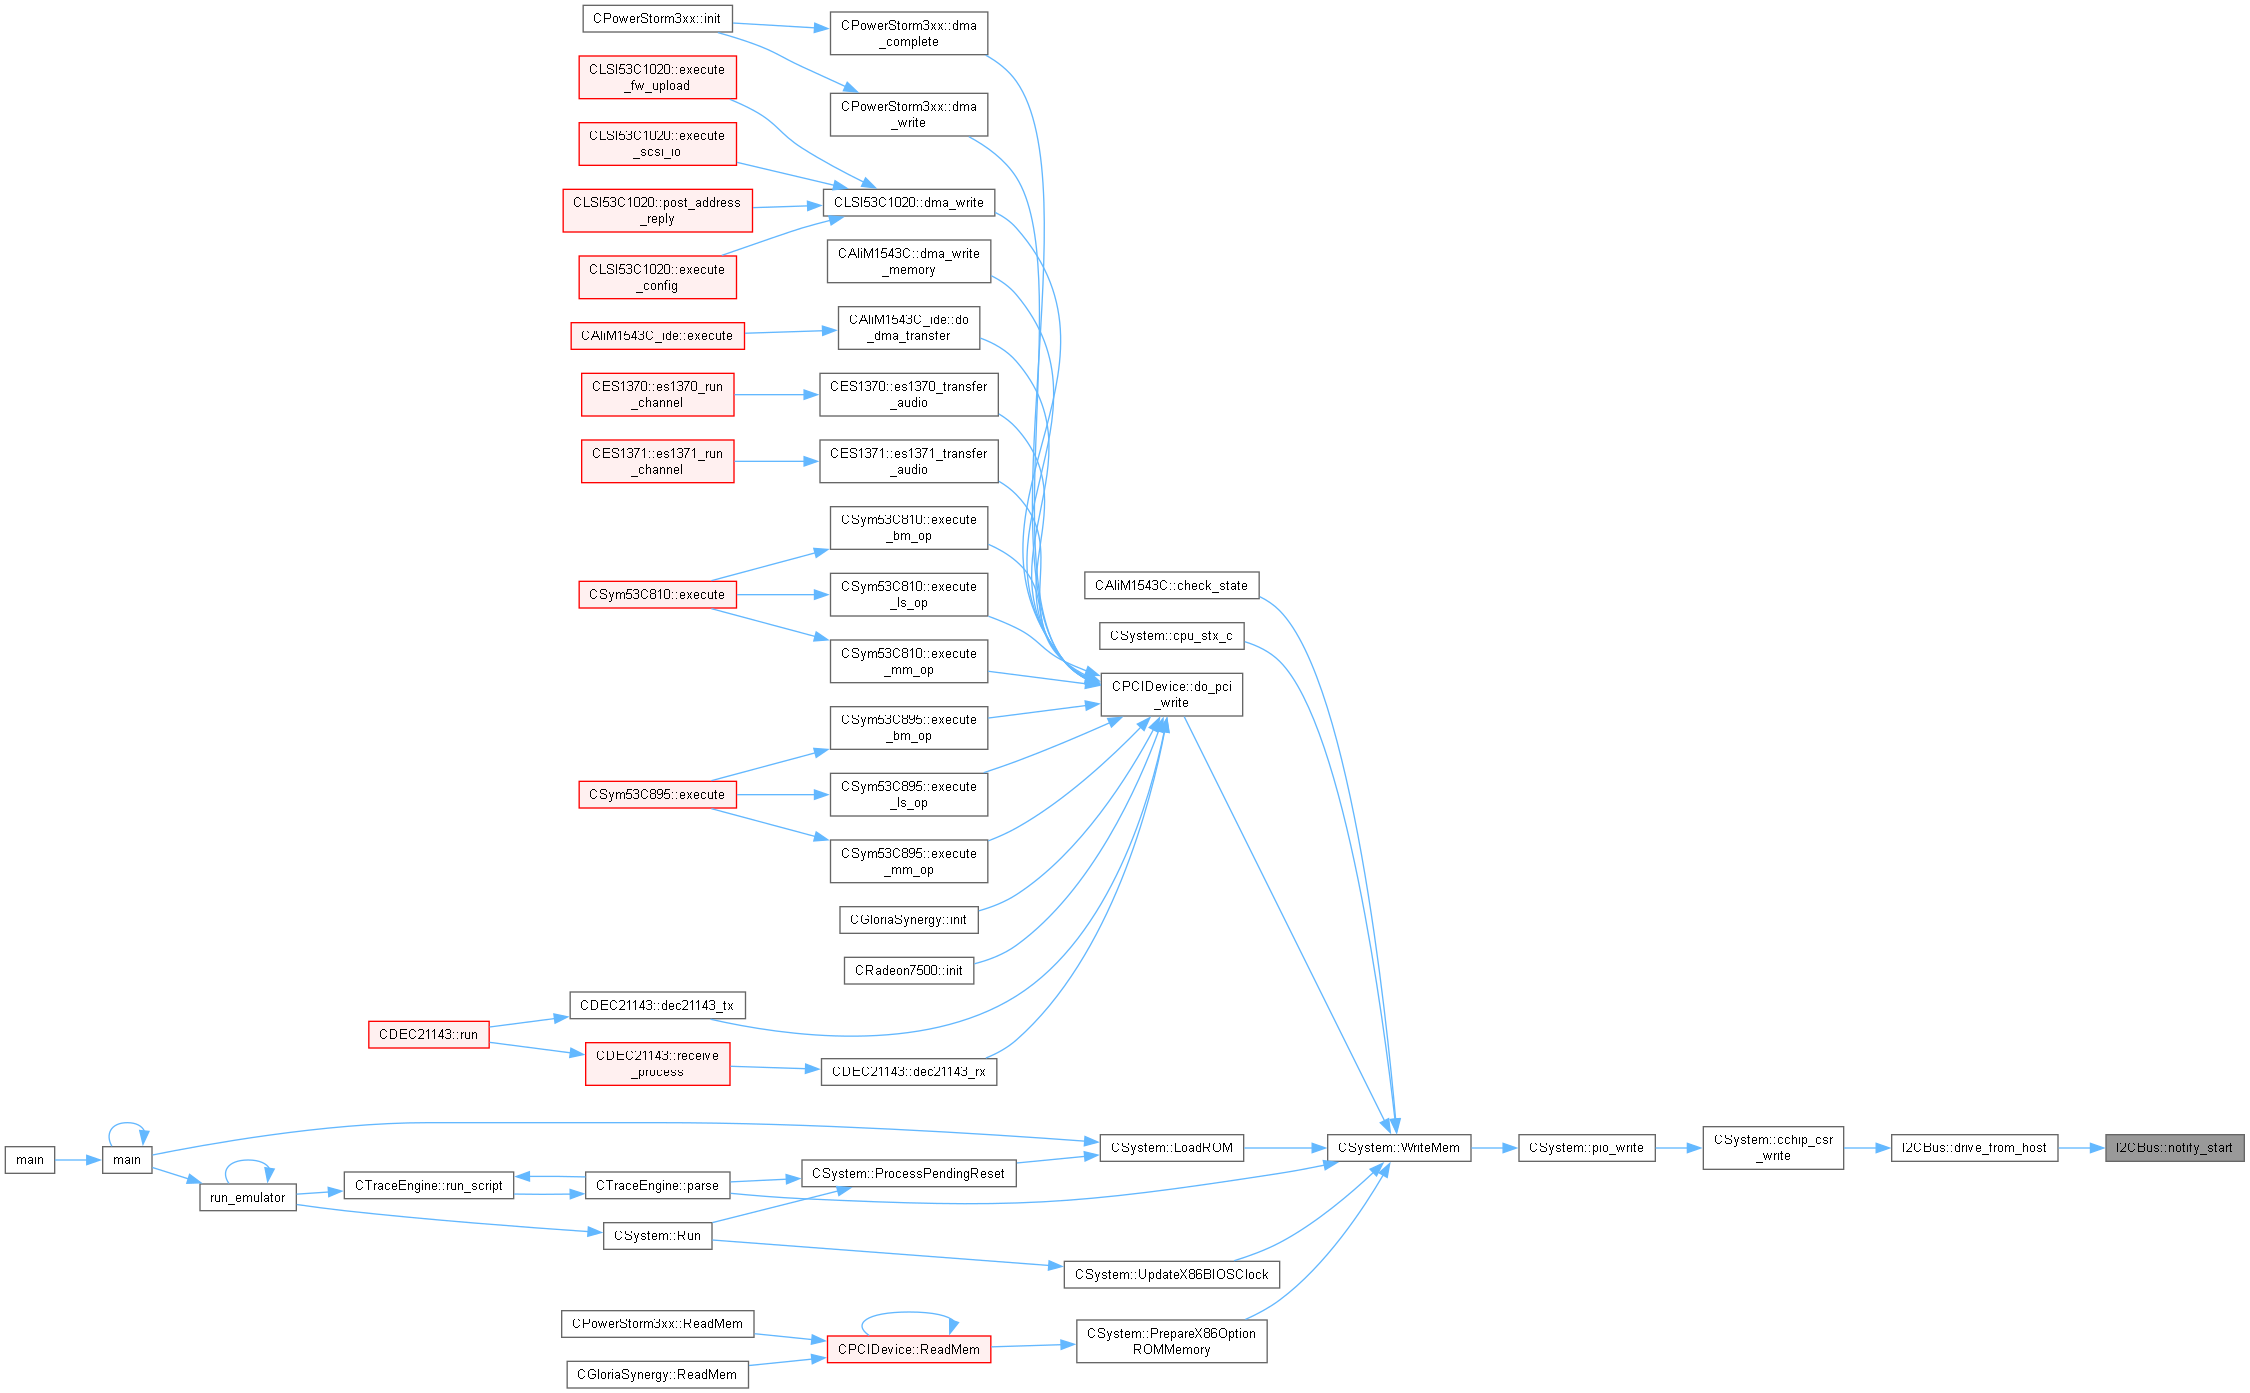 CPowerStorm3xx::init
CPowerStorm3xx::dma
_complete
CLSI53C1020::execute
_fw_upload
CPowerStorm3xx::dma
_write
CLSI53C1020::execute
_scsi_io
CLSI53C1020::post_address
_reply
CLSI53C1020::dma_write
CLSI53C1020::execute
_config
CAliM1543C::dma_write
_memory
CAliM1543C_ide::execute
CAliM1543C_ide::do
_dma_transfer
CES1370::es1370_run
_channel
CES1370::es1370_transfer
_audio
CES1371::es1371_run
_channel
CES1371::es1371_transfer
_audio
CSym53C810::execute
_bm_op
CSym53C810::execute
CSym53C810::execute
_ls_op
CSym53C810::execute
_mm_op
CAliM1543C::check_state
CSystem::cpu_stx_c
CPCIDevice::do_pci
_write
CSym53C895::execute
_bm_op
CSym53C895::execute
CSym53C895::execute
_ls_op
CSym53C895::execute
_mm_op
CGloriaSynergy::init
CRadeon7500::init
CDEC21143::dec21143_tx
CDEC21143::run
CDEC21143::receive
_process
CDEC21143::dec21143_rx
main
main
run_emulator
CTraceEngine::run_script
CTraceEngine::parse
CSystem::ProcessPendingReset
CSystem::LoadROM
CSystem::WriteMem
CSystem::pio_write
CSystem::cchip_csr
_write
I2CBus::drive_from_host
I2CBus::notify_start
CSystem::Run
CSystem::UpdateX86BIOSClock
CPowerStorm3xx::ReadMem
CPCIDevice::ReadMem
CSystem::PrepareX86Option
ROMMemory
CGloriaSynergy::ReadMem